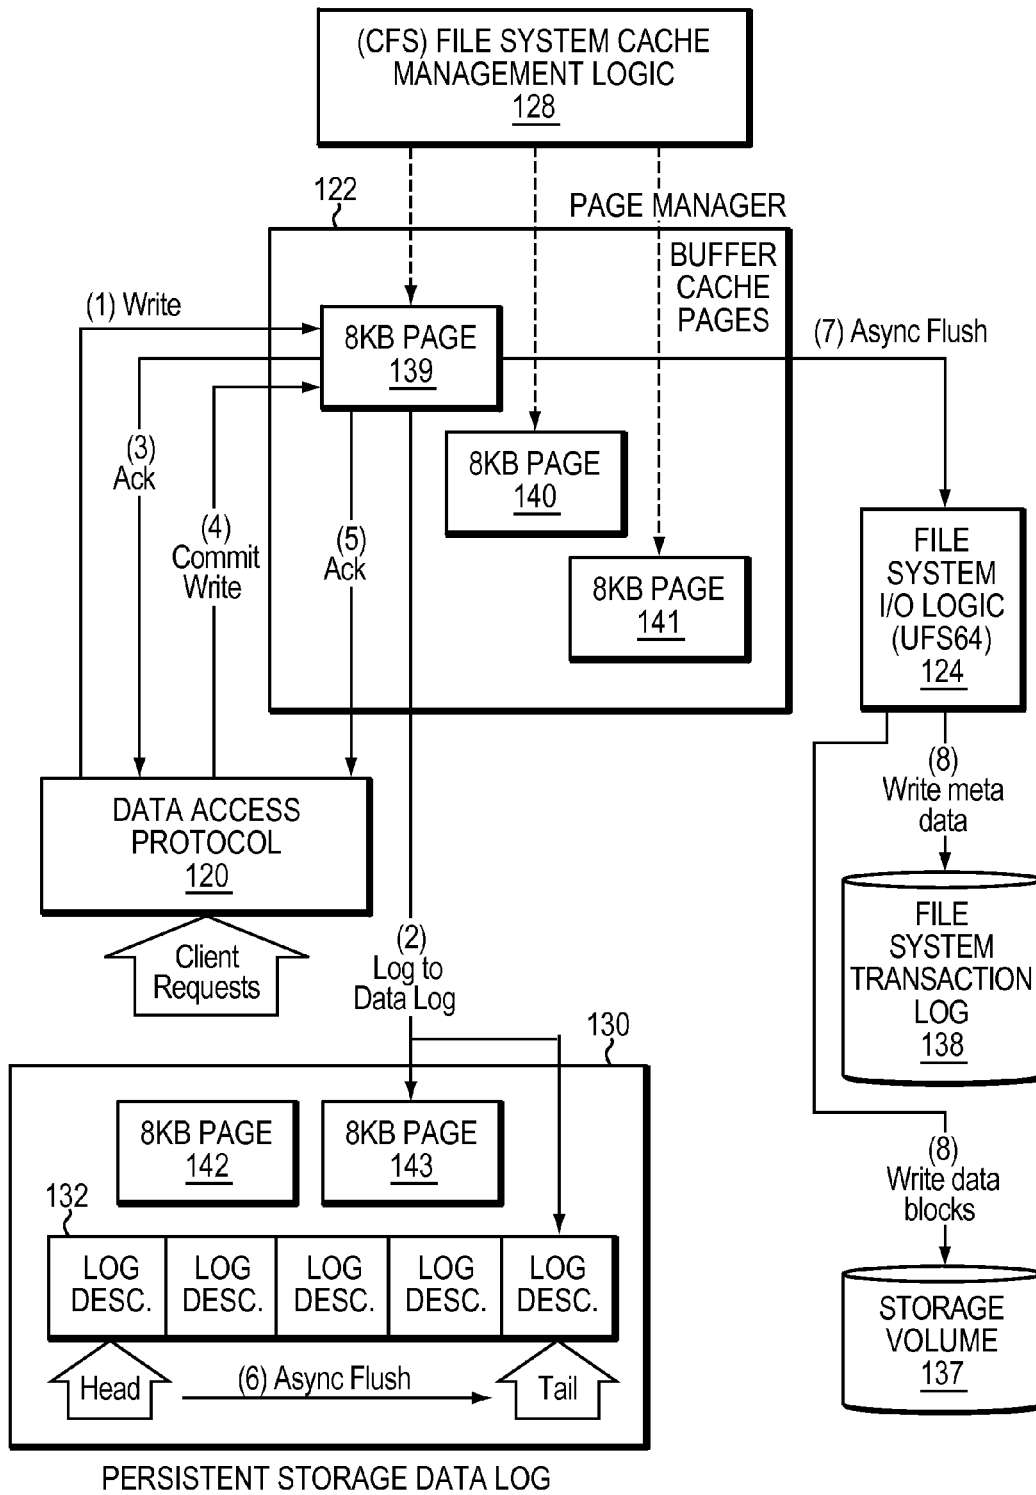 (CFS) FILE SYSTEM CACHE
MANAGEMENT LOGIC
128
122
PAGE MANAGER
BUFFER
CACHE
PAGES
(1) Write
8KB PAGE
139
(7) Async Flush
(3)
Ack
8KB PAGE
140
(4)
Commit
Write
(5)
Ack
8KB PAGE
141
FILE
SYSTEM
I/O LOGIC
(UFS64)
124
(8)
Write meta
data
DATA ACCESS
PROTOCOL
120
Client
Requests
(2)
Log to
Data Log
FILE
SYSTEM
TRANSACTION
LOG
138
130
8KB PAGE
142
8KB PAGE
143
(8)
Write data
blocks
132
LOG
DESC.
LOG
DESC.
LOG
DESC.
LOG
DESC.
LOG
DESC.
STORAGE
VOLUME
137
Head
(6) Async Flush
Tail
PERSISTENT STORAGE DATA LOG